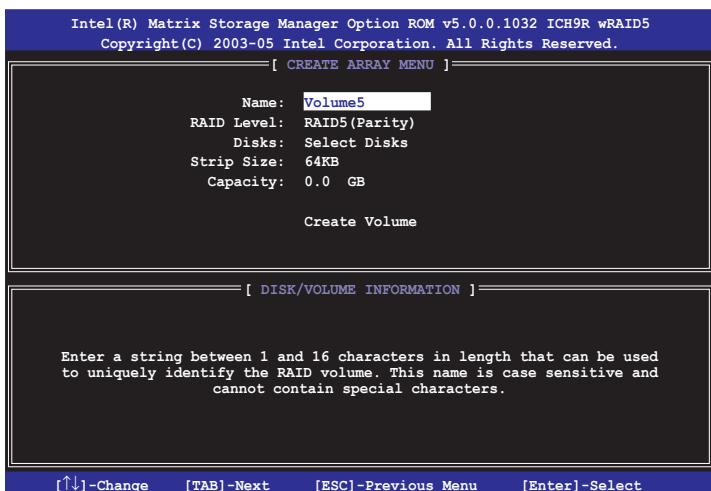 Intel(R) Matrix Storage Manager Option ROM v5.0.0.1032 ICH9R wRAID5
Copyright(C) 2003-05 Intel Corporation. All Rights Reserved.
[ CREATE ARRAY MENU ]
Name: Volume5
RAID Level: RAID5(Parity)
Disks: Select Disks
Strip Size: 64KB
Capacity: 0.0 GB
Create Volume
[ DISK/VOLUME INFORMATION ]
Enter a string between 1 and 16 characters in length that can be used
to uniquely identify the RAID volume. This name is case sensitive and
cannot contain special characters.
[↑↓]-Change [TAB]-Next [ESC]-Previous Menu [Enter]-Select